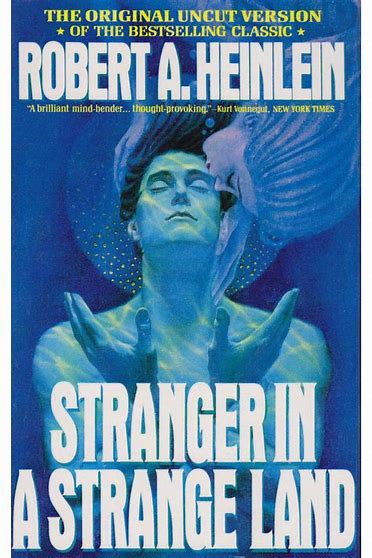 THE ORIGINAL UNCUT VERSION
★ OF THE BESTSELLING CLASSIC ★
ROBERT A. HEINLEIN
"A brilliant mind-bender... thought-provoking."- Kurt Vonnegut, NEW YORK TIMES
STRANGER IN
A STRANGE LAND